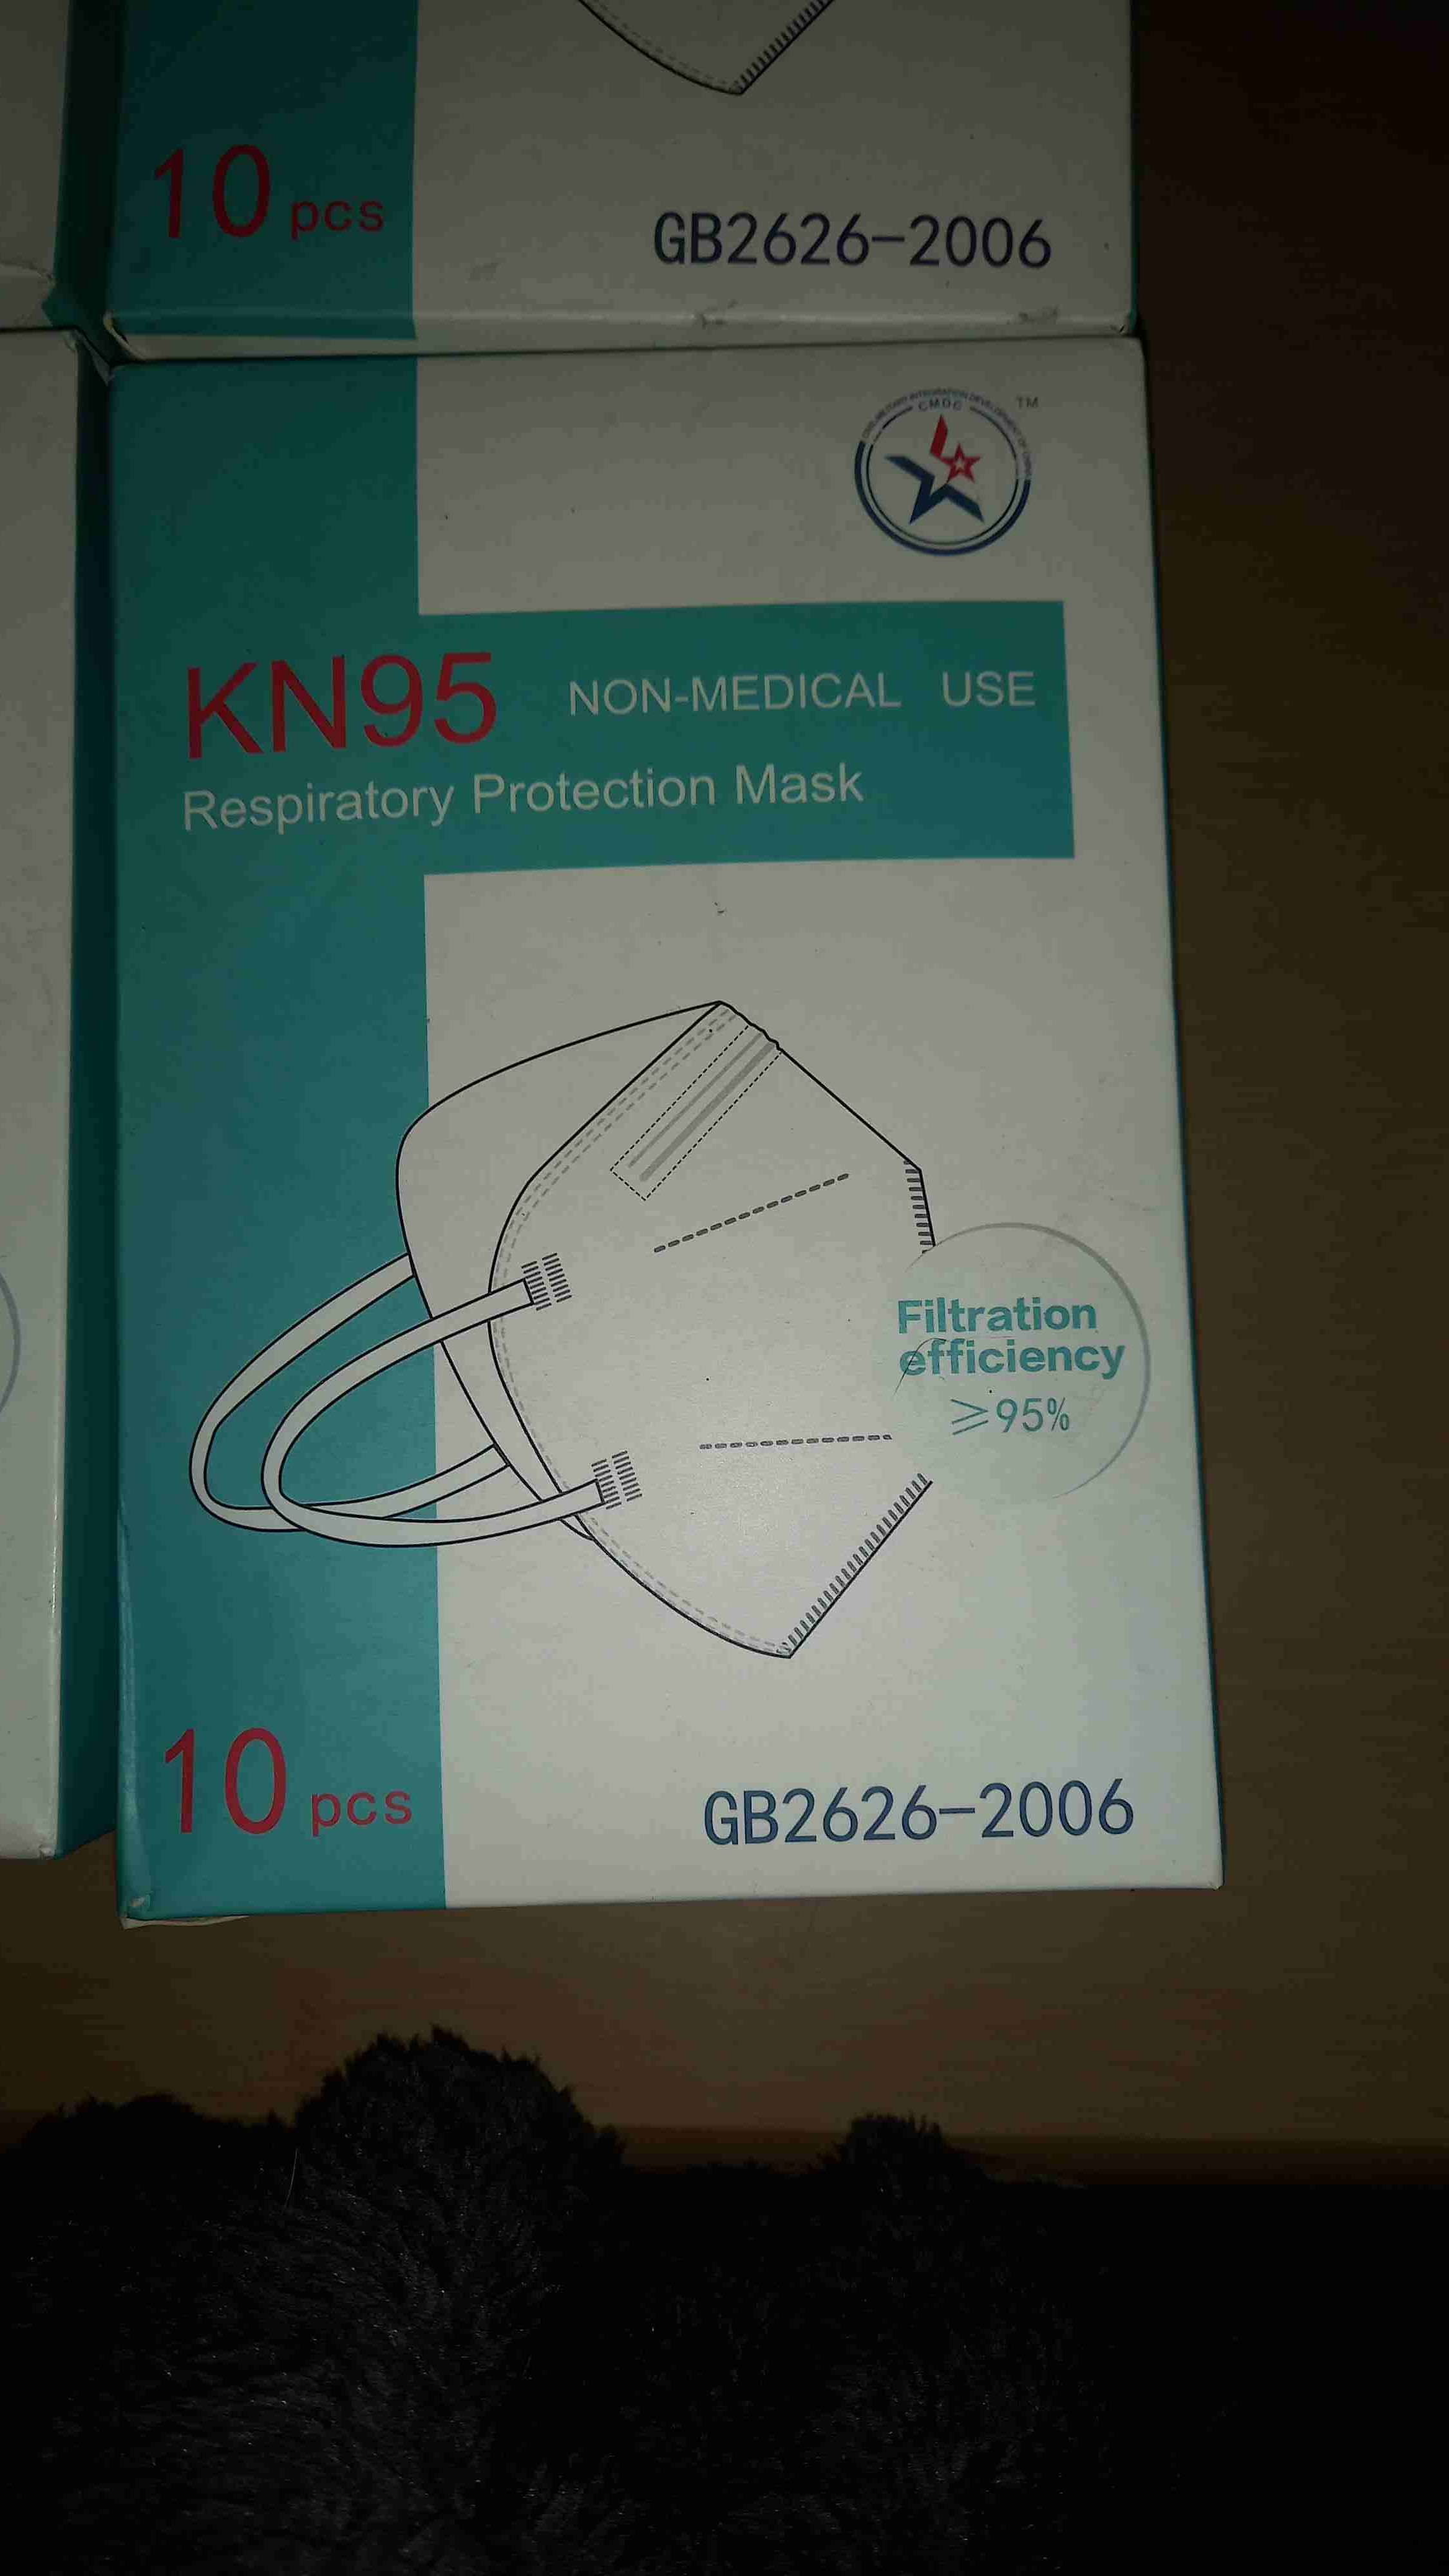 10 pcs
GB2626-2006
CMDC
TM
KN95 NON-MEDICAL USE
Respiratory Protection Mask
Filtration
efficiency
≥95%
10 pcs
GB2626-2006